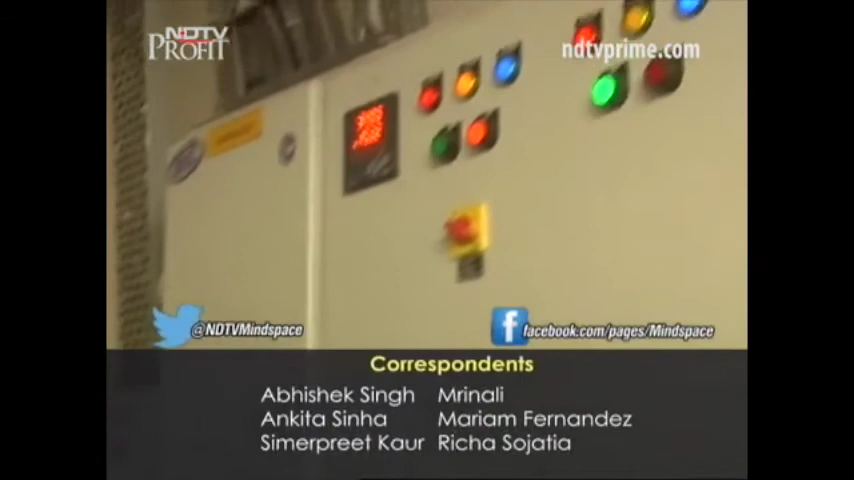 NDTV
PROFIT
ndtvprime.com
@NDTVMindspace
facebook.com/pages/Mindspace
Correspondents
Abhishek Singh Mrinali
Ankita Sinha Mariam Fernandez
Simerpreet Kaur Richa Sojatia